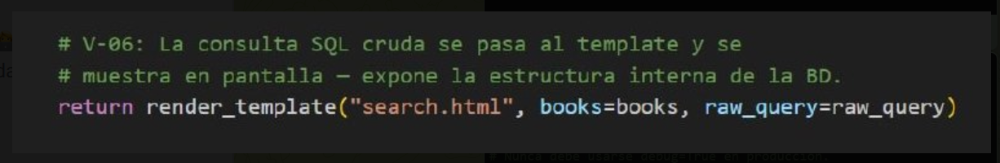 # V-06: La consulta SQL cruda se pasa al template y se
# muestra en pantalla — expone la estructura interna de la BD.
return render_template("search.html", books=books, raw_query=raw_query)
# Nunca debe usarse debug=True en producción.